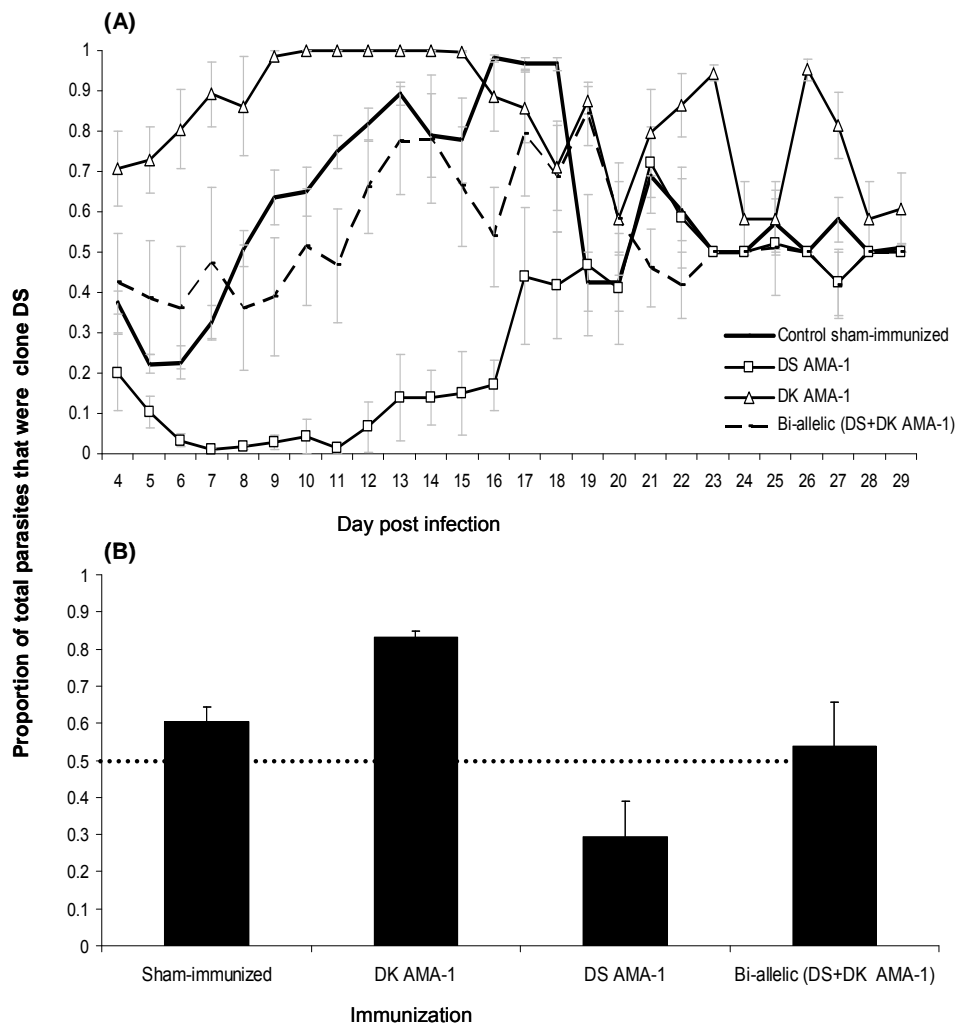 (A)
Proportion of total parasites that were clone DS
1
0.9
0.8
0.7
0.6
0.5
0.4
0.3
0.2
0.1
0
Control sham-immunized
DS AMA-1
DK AMA-1
Bi-allelic (DS+DK AMA-1)
4 5 6 7 8 9 10 11 12 13 14 15 16 17 18 19 20 21 22 23 24 25 26 27 28 29
Day post infection
(B)
1
0.9
0.8
0.7
0.6
0.5
0.4
0.3
0.2
0.1
0
Sham-immunized DK AMA-1 DS AMA-1 Bi-allelic (DS+DK AMA-1)
Immunization